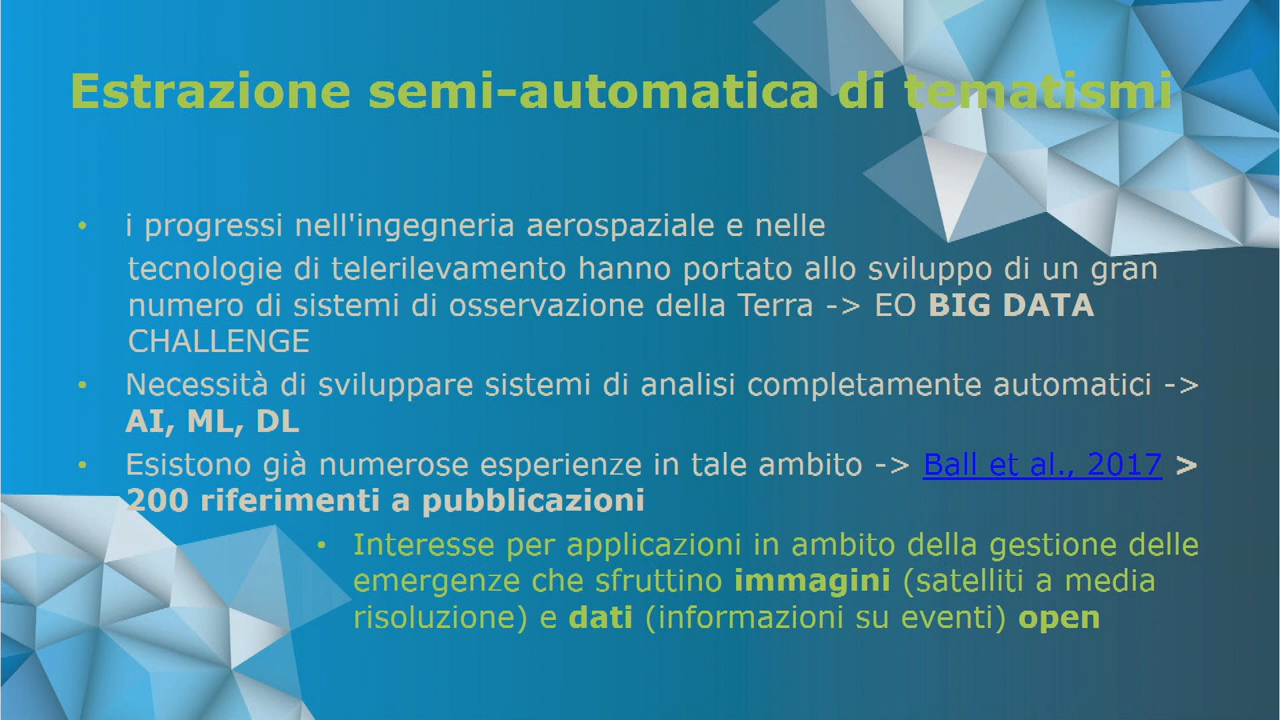 Estrazione semi-automatica di tematismi
• i progressi nell'ingegneria aerospaziale e nelle
tecnologie di telerilevamento hanno portato allo sviluppo di un gran
numero di sistemi di osservazione della Terra -> EO BIG DATA
CHALLENGE
• Necessità di sviluppare sistemi di analisi completamente automatici ->
AI, ML, DL
• Esistono già numerose esperienze in tale ambito -> Ball et al., 2017 >
200 riferimenti a pubblicazioni
• Interesse per applicazioni in ambito della gestione delle
emergenze che sfruttino immagini (satelliti a media
risoluzione) e dati (informazioni su eventi) open